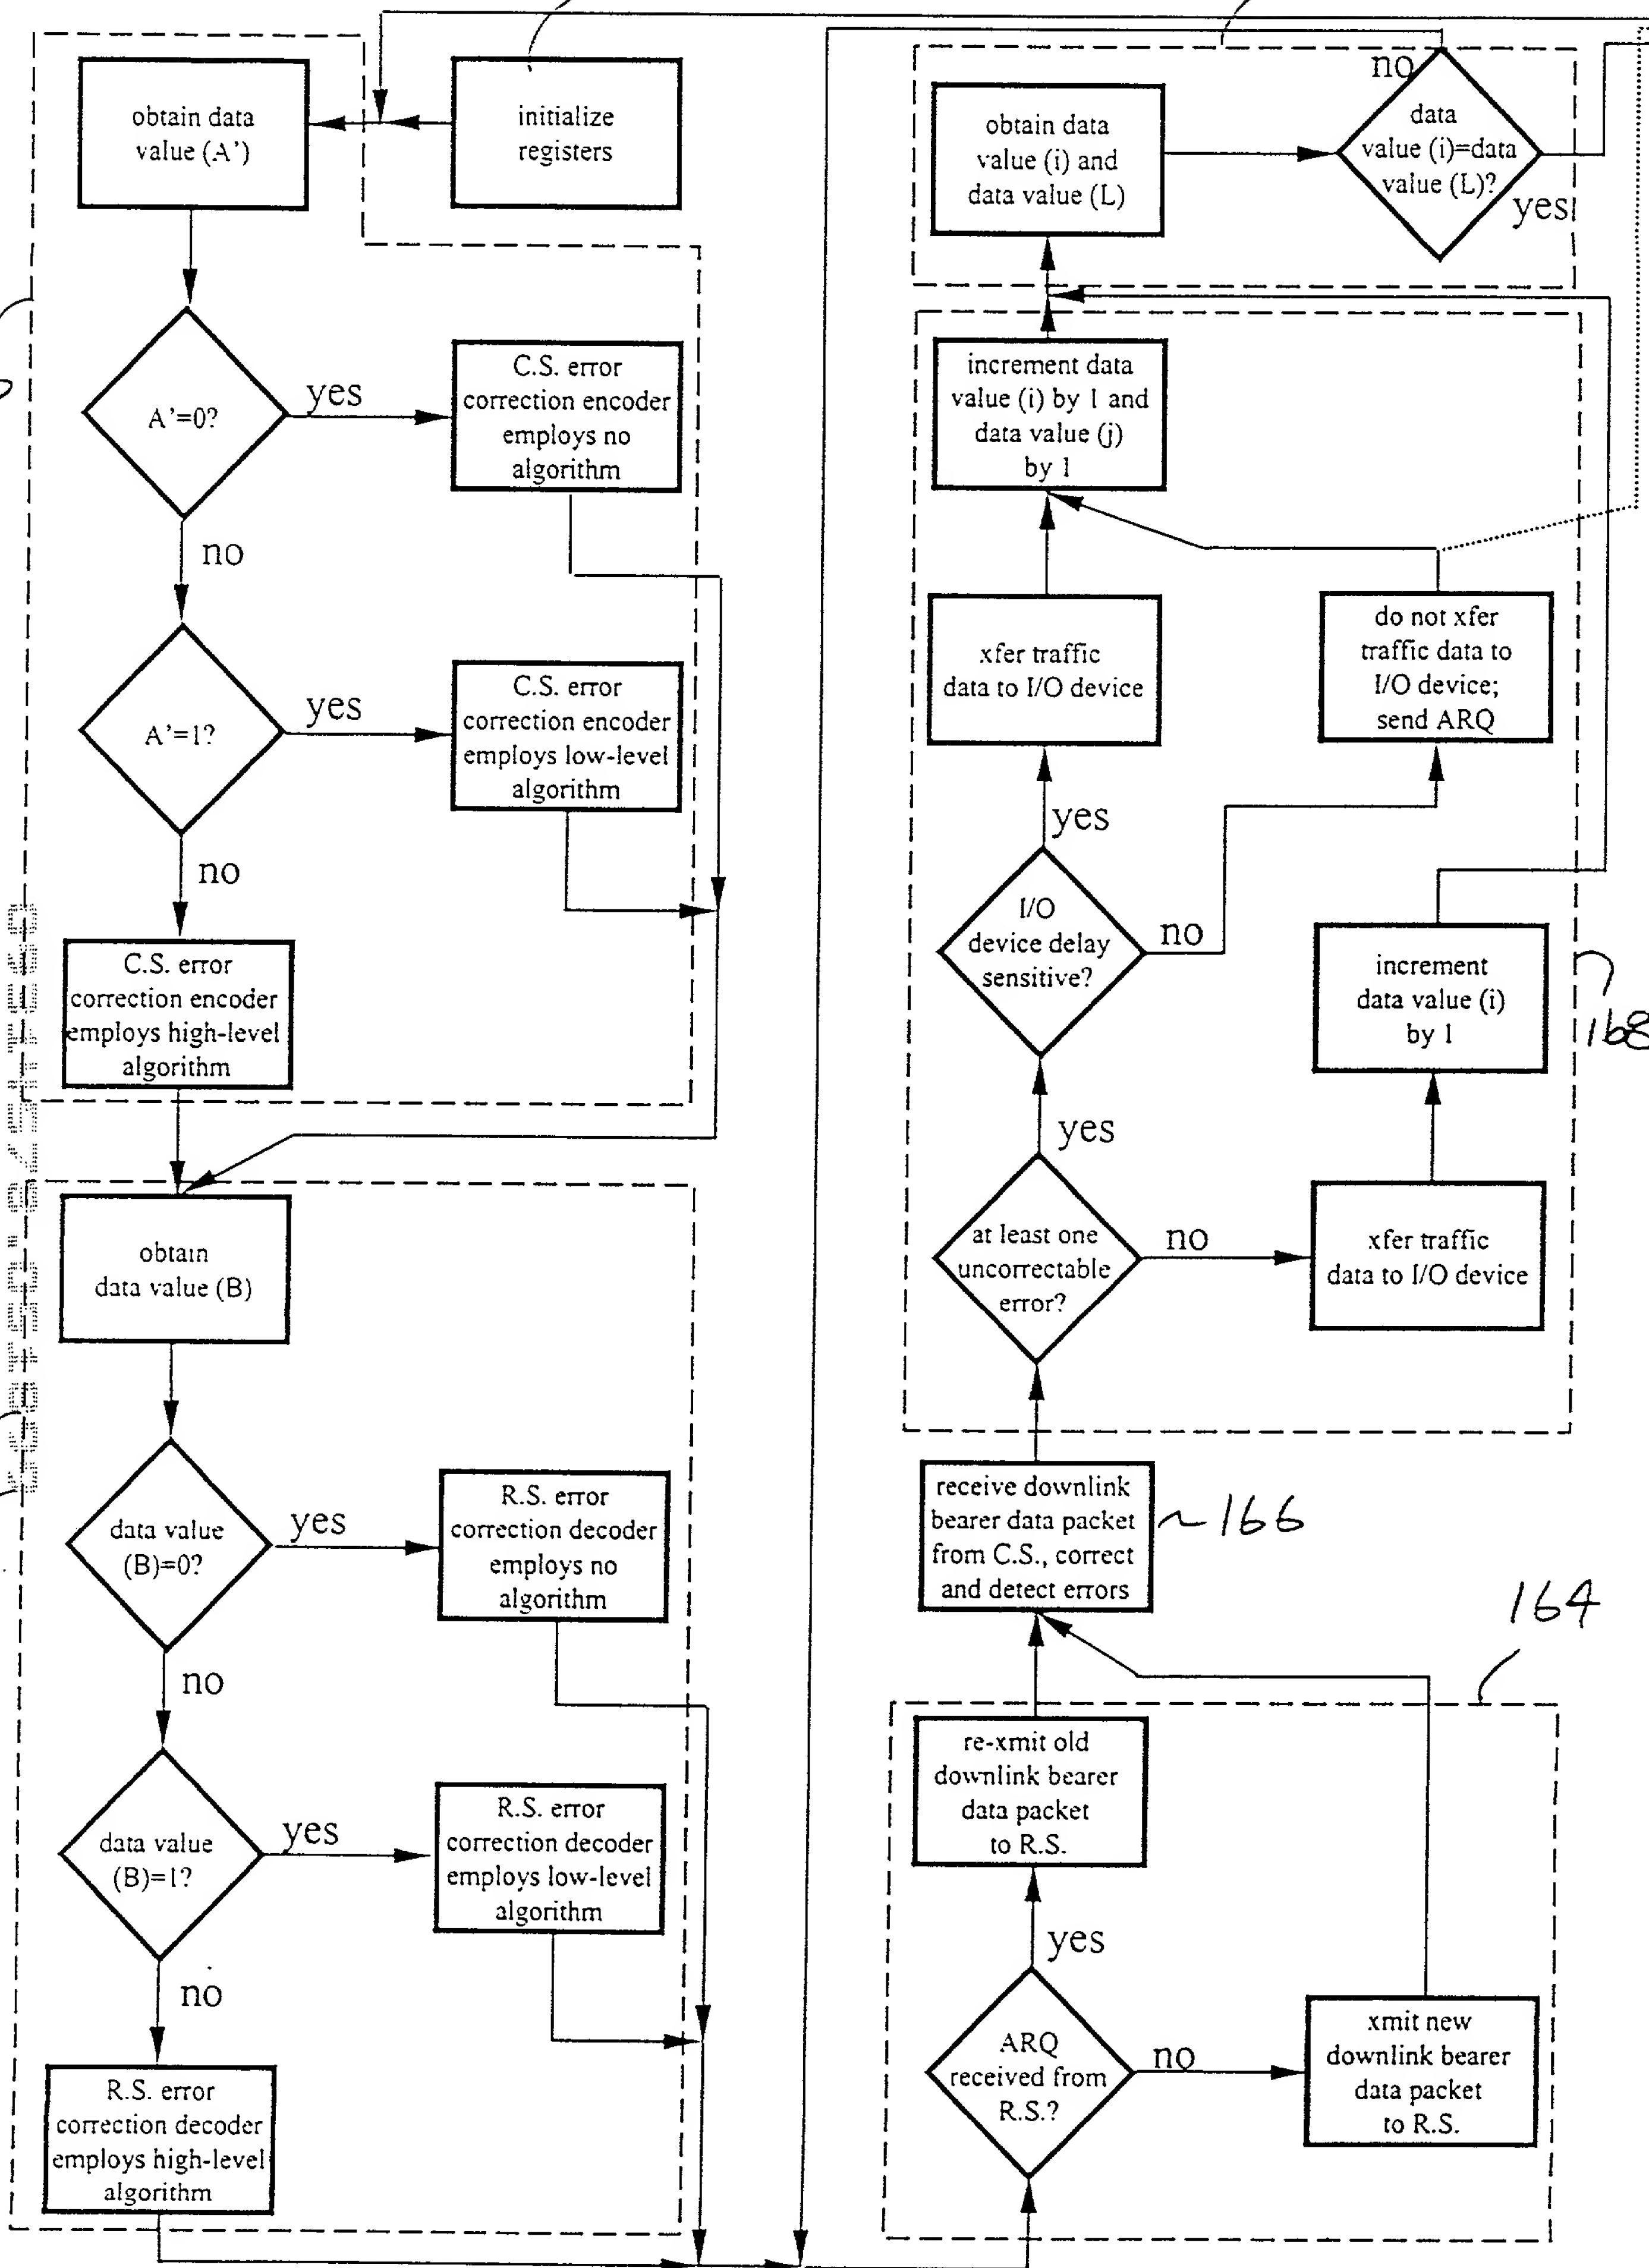 obtain data
value (A')
initialize
registers
A'=0?
yes
C.S. error
correction encoder
employs no
algorithm
no
A'=1?
yes
C.S. error
correction encoder
employs low-level
algorithm
no
C.S. error
correction encoder
employs high-level
algorithm
obtain
data value (B)
data value
(B)=0?
yes
R.S. error
correction decoder
employs no
algorithm
no
data value
(B)=1?
yes
R.S. error
correction decoder
employs low-level
algorithm
no
R.S. error
correction decoder
employs high-level
algorithm
obtain data
value (i) and
data value (L)
no
data
value (i)=data
value (L)?
yes
increment data
value (i) by 1 and
data value (j)
by 1
xfer traffic
data to I/O device
do not xfer
traffic data to
I/O device;
send ARQ
yes
I/O
device delay
sensitive?
no
increment
data value (i)
by 1
168
yes
at least one
uncorrectable
error?
no
xfer traffic
data to I/O device
receive downlink
bearer data packet
from C.S., correct
and detect errors
166
164
re-xmit old
downlink bearer
data packet
to R.S.
yes
ARQ
received from
R.S.?
no
xmit new
downlink bearer
data packet
to R.S.